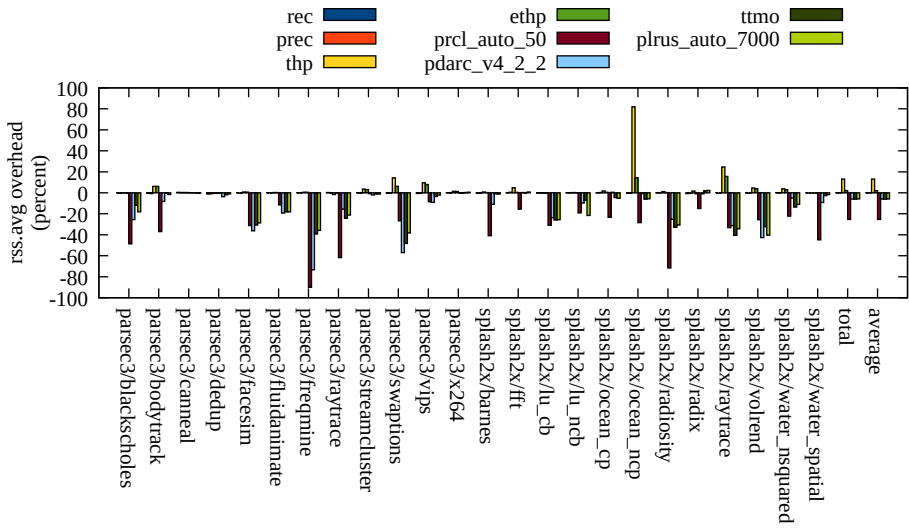 rec
prec
thp
ethp
prcl_auto_50
pdarc_v4_2_2
ttmo
plrus_auto_7000
rss.avg overhead
(percent)
100
80
60
40
20
0
-20
-40
-60
-80
-100
parsec3/blackscholes
parsec3/bodytrack
parsec3/canneal
parsec3/dedup
parsec3/facesim
parsec3/fluidanimate
parsec3/freqmine
parsec3/raytrace
parsec3/streamcluster
parsec3/swaptions
parsec3/vips
parsec3/x264
splash2x/barnes
splash2x/fft
splash2x/lu_cb
splash2x/lu_ncb
splash2x/ocean_cp
splash2x/ocean_ncp
splash2x/radiosity
splash2x/radix
splash2x/raytrace
splash2x/volrend
splash2x/water_nsquared
splash2x/water_spatial
total
average